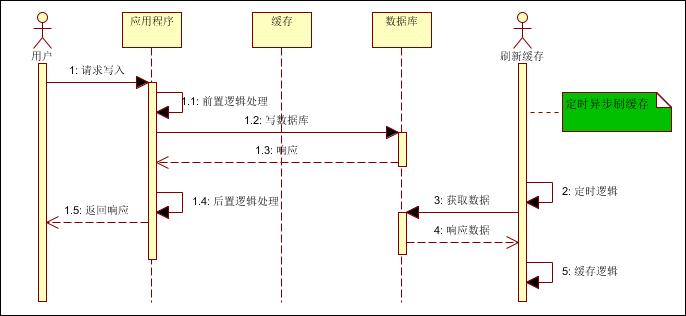 应用程序
缓存
数据库
用户
刷新缓存
1: 请求写入
1.1: 前置逻辑处理
定时异步刷缓存
1.2: 写数据库
1.3: 响应
2: 定时逻辑
1.4: 后置逻辑处理
3: 获取数据
1.5: 返回响应
4: 响应数据
5: 缓存逻辑